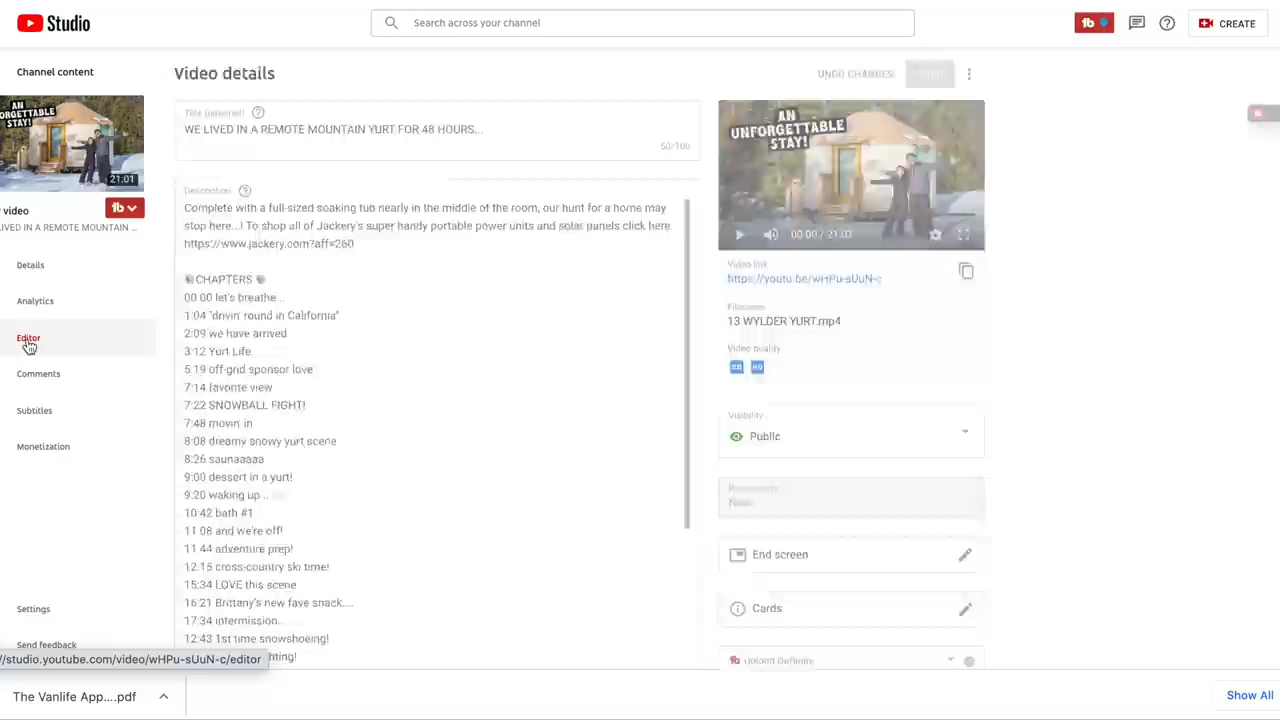 Studio
Search across your channel
CREATE
Channel content
Video details
UNDO CHANGES
AN
UNFORGETTABLE
STAY!
21:01
video
IVED IN A REMOTE MOUNTAIN ...
Details
Analytics
Editor
Comments
Subtitles
Monetization
Settings
Send feedback
//studio.youtube.com/video/wHPu-sUuN-c/editor
Title (required)
WE LIVED IN A REMOTE MOUNTAIN YURT FOR 48 HOURS...
Description
Complete with a full-sized soaking tub nearly in the middle of the room, our hunt for a home may
stop here...! To shop all of Jackery's super handy portable power units and solar panels click here
https://www.jackery.com?aff=260
CHAPTERS
00:00 let's breathe...
1:04 "drivin' round in California"
2:09 we have arrived
3:12 Yurt Life
5:19 off-grid sponsor love
7:14 favorite view
7:22 SNOWBALL FIGHT!
7:48 movin in
8:08 dreamy snowy yurt scene
8:26 saunaaaaa
9:00 dessert in a yurt!
9:20 waking up...
10:42 bath #1
11:08 and we're off!
11:44 adventure prep!
12:15 cross-country ski time!
15:34 LOVE this scene
16:21 Brittany's new fave snack....
17:34 intermission...
12:43 1st time snowshoeing!
AN
UNFORGETTABLE
STAY!
00:00 / 21:01
Video link
https://youtu.be/wHPu-sUuN-c
Filename
13 WYLDER YURT.mp4
Video quality
Visibility
Public
End screen
Cards
Upload Defaults
The Vanlife App....pdf
Show All